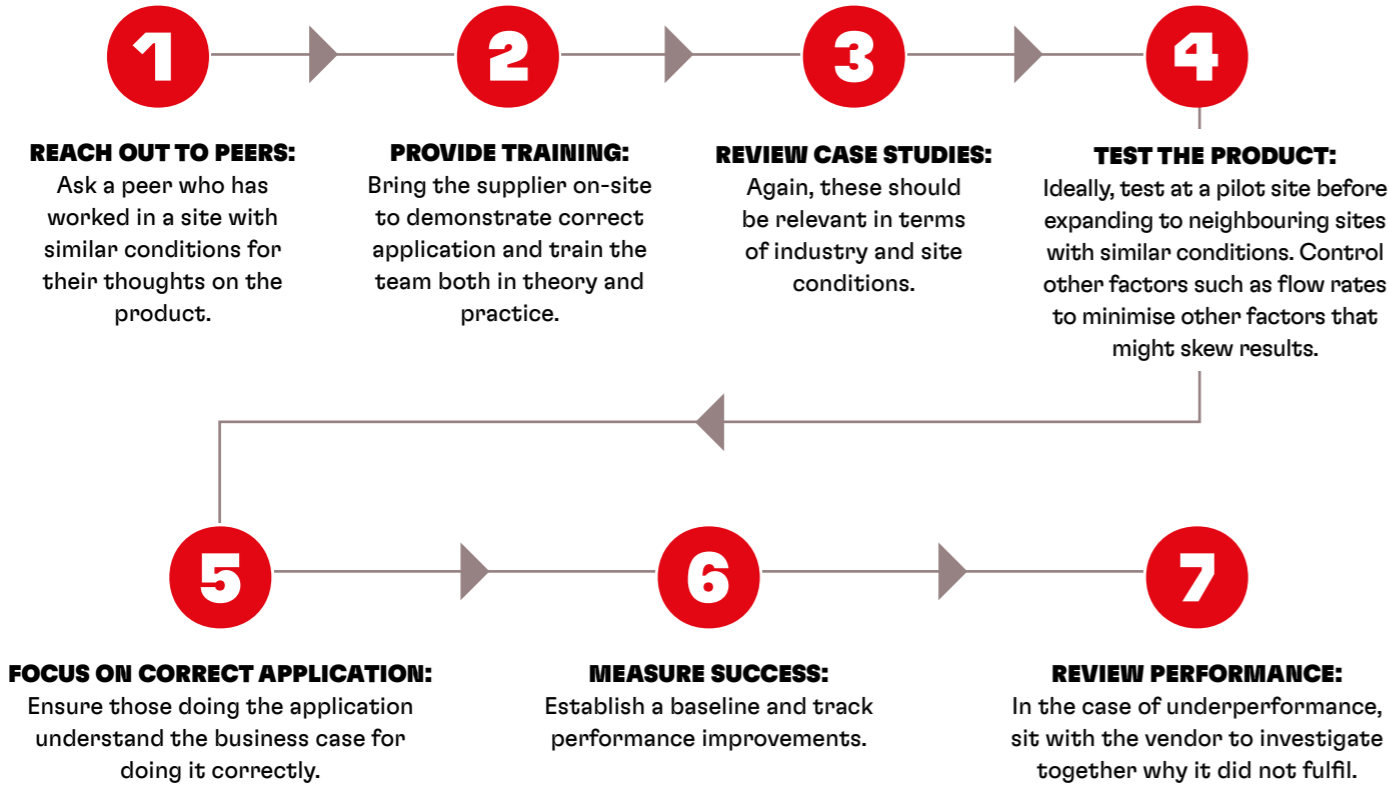 1
REACH OUT TO PEERS:
Ask a peer who has
worked in a site with
similar conditions for
their thoughts on the
product.
2
PROVIDE TRAINING:
Bring the supplier on-site
to demonstrate correct
application and train the
team both in theory and
practice.
3
REVIEW CASE STUDIES:
Again, these should
be relevant in terms
of industry and site
conditions.
4
TEST THE PRODUCT:
Ideally, test at a pilot site before
expanding to neighbouring sites
with similar conditions. Control
other factors such as flow rates
to minimise other factors that
might skew results.
5
FOCUS ON CORRECT APPLICATION:
Ensure those doing the application
understand the business case for
doing it correctly.
6
MEASURE SUCCESS:
Establish a baseline and track
performance improvements.
7
REVIEW PERFORMANCE:
In the case of underperformance,
sit with the vendor to investigate
together why it did not fulfil.